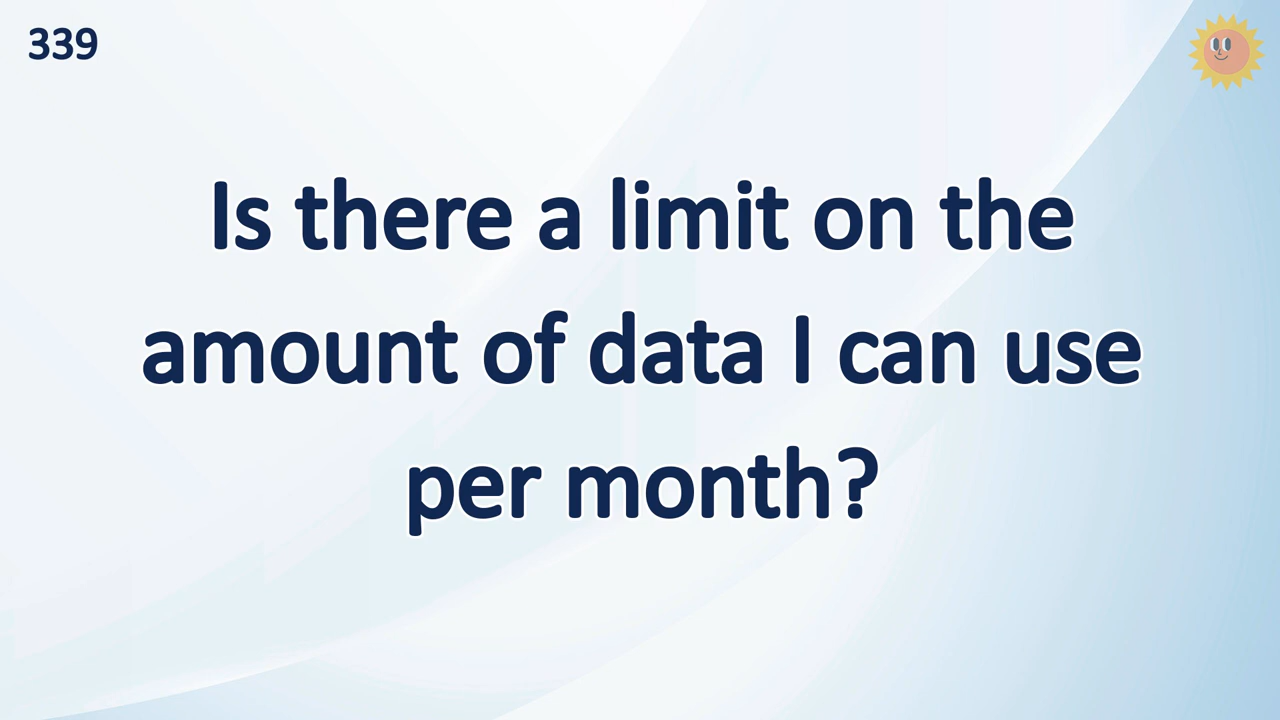 339
Is there a limit on the
amount of data I can use
per month?